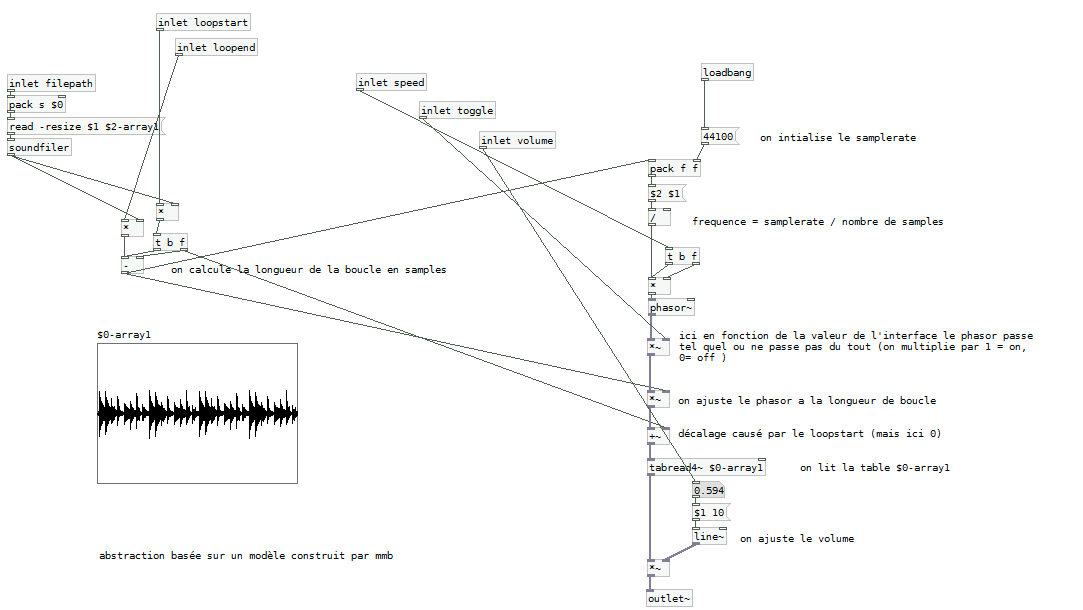 inlet loopstart
inlet loopend
inlet filepath
pack s $0
read -resize $1 $2-array1
soundfiler
*
*
t b f
-
on calcule la longueur de la boucle en samples
inlet speed
inlet toggle
inlet volume
loadbang
44100
on intialise le samplerate
pack f f
$2 $1
/
frequence = samplerate / nombre de samples
t b f
*
phasor~
*~
ici en fonction de la valeur de l'interface le phasor passe
tel quel ou ne passe pas du tout (on multiplie par 1 = on,
0= off )
*~
on ajuste le phasor a la longueur de boucle
+~
décalage causé par le loopstart (mais ici 0)
tabread4~ $0-array1
on lit la table $0-array1
0.594
$1 10
line~
on ajuste le volume
*~
outlet~
$0-array1
abstraction basée sur un modèle construit par mmb